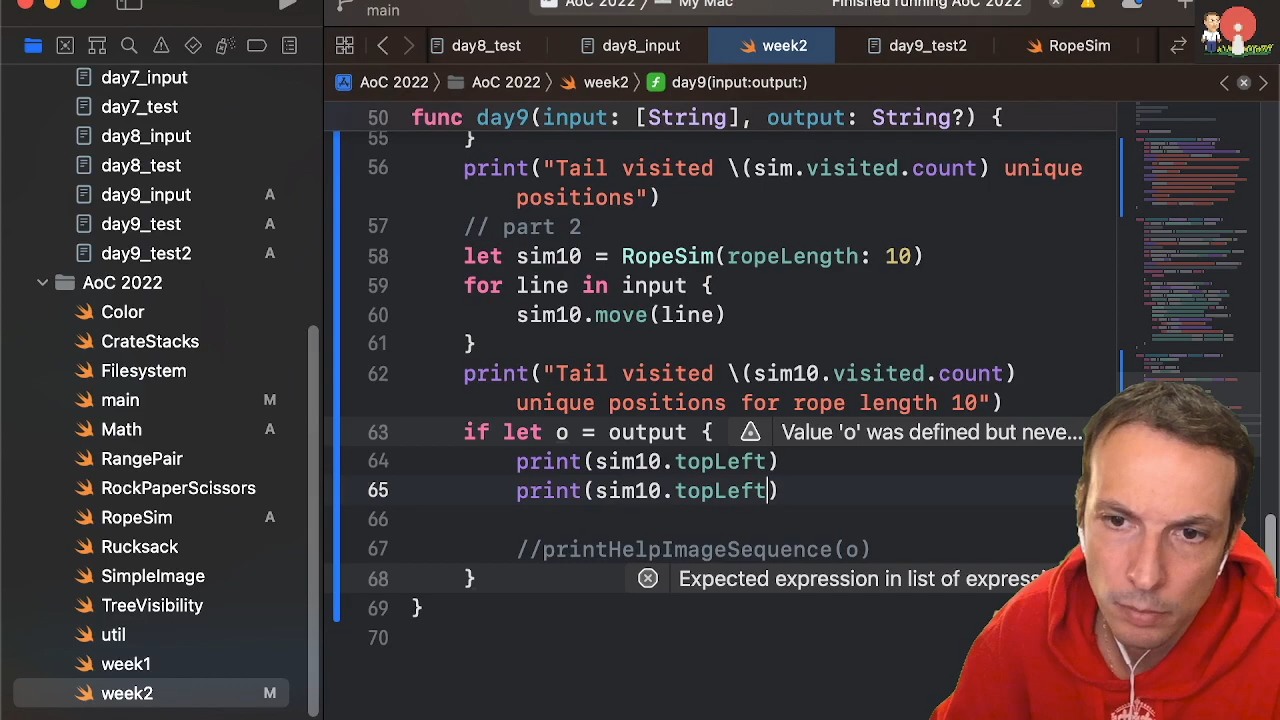 main
AoC 2022 〉 My Mac
Finished running AoC 2022
day8_test
day8_input
week2
day9_test2
RopeSim
AoC 2022 〉 AoC 2022 〉 week2 〉 day9(input:output:)
day7_input
day7_test
day8_input
day8_test
day9_input A
day9_test A
day9_test2 A
AoC 2022
Color
CrateStacks
Filesystem
main M
Math
RangePair
RockPaperScissors
RopeSim A
Rucksack
SimpleImage
TreeVisibility
util
week1
week2 M
50 func day9(input: [String], output: String?) {
55 }
56 print("Tail visited \(sim.visited.count) unique
positions")
57 // part 2
58 let sim10 = RopeSim(ropeLength: 10)
59 for line in input {
60 sim10.move(line)
61 }
62 print("Tail visited \(sim10.visited.count)
unique positions for rope length 10")
63 if let o = output { Value 'o' was defined but neve...
64 print(sim10.topLeft)
65 print(sim10.topLeft)
66
67 //printHelpImageSequence(o)
68 } Expected expression in list of expres
69 }
70